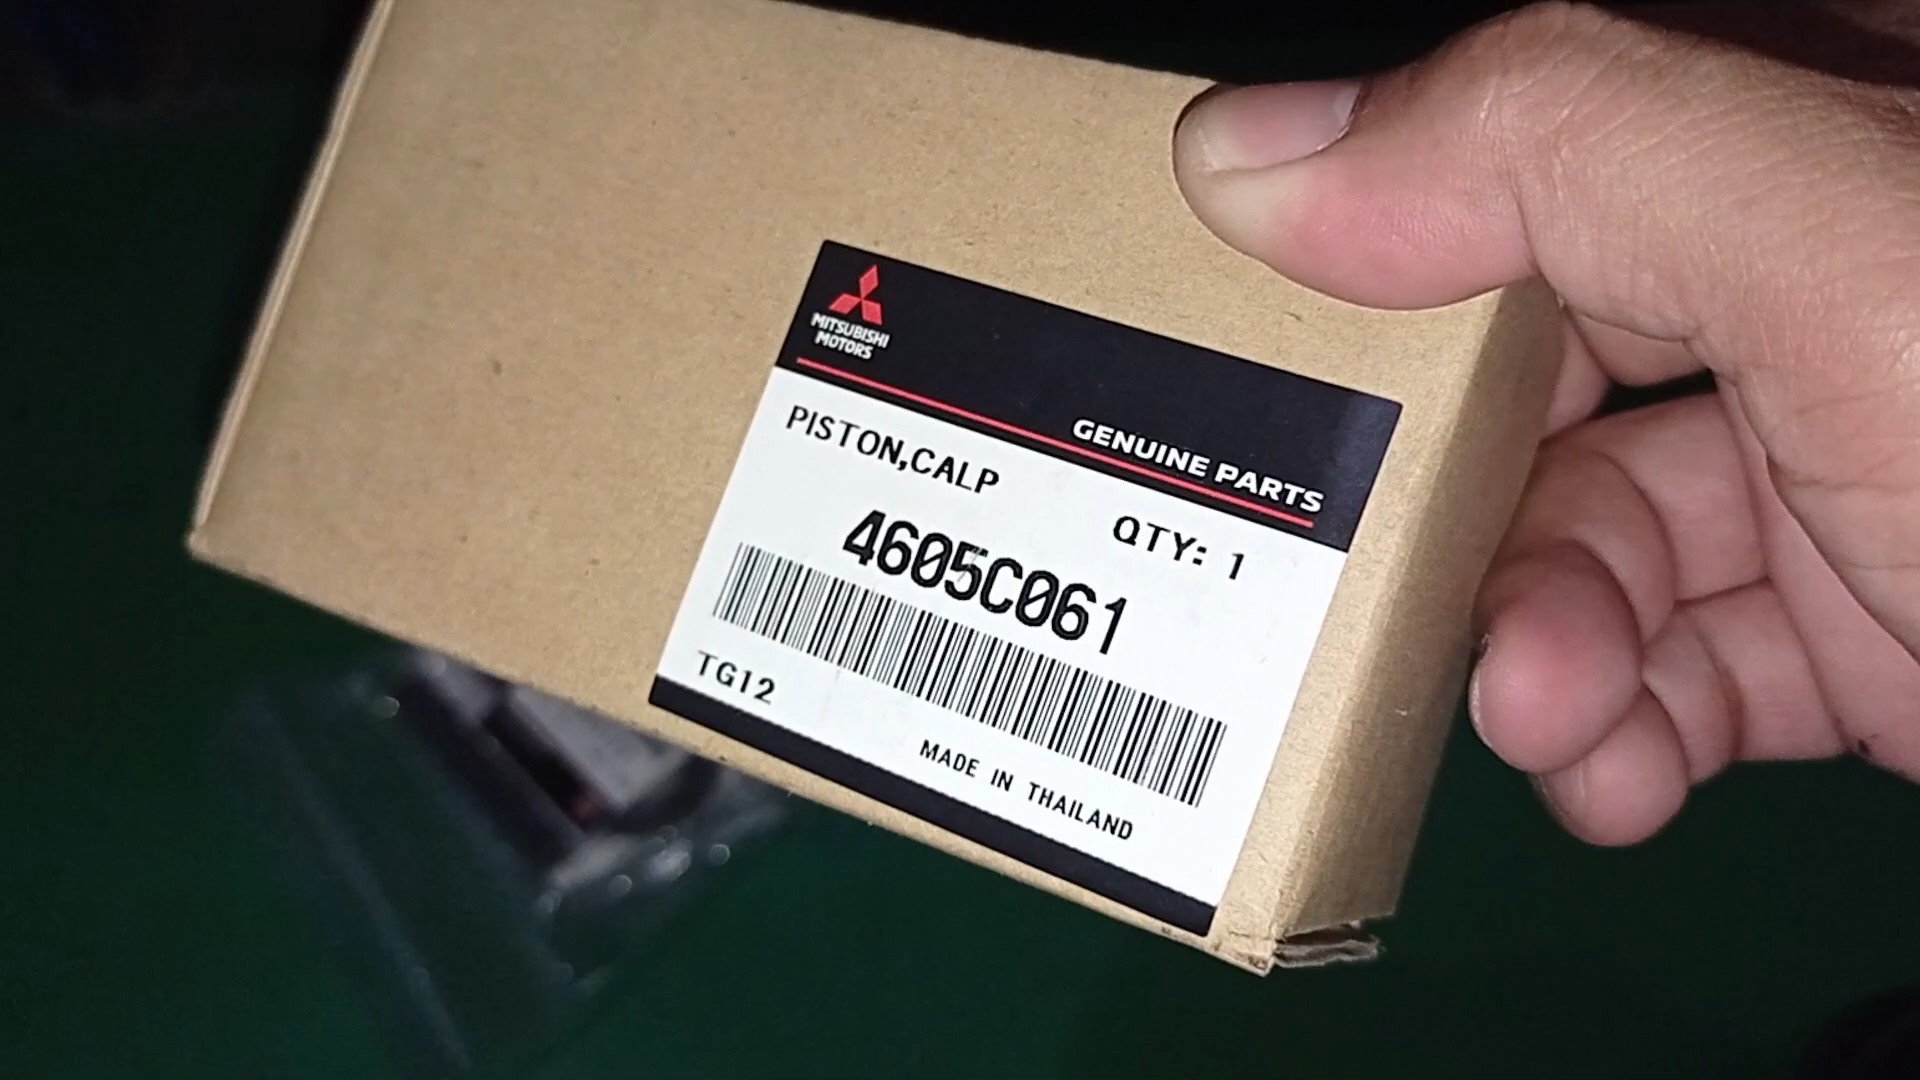 MITSUBISHI
MOTORS
GENUINE PARTS
PISTON,CALP
QTY: 1
4605C061
TG12
MADE IN THAILAND